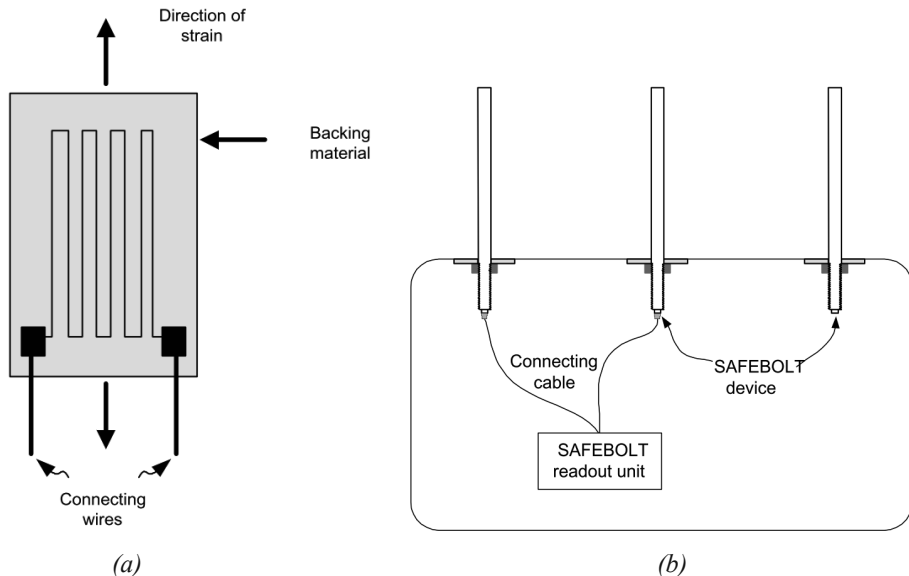 Direction of
strain
Backing
material
Connecting
wires
(a)
Connecting
cable
SAFEBOLT
device
SAFEBOLT
readout unit
(b)